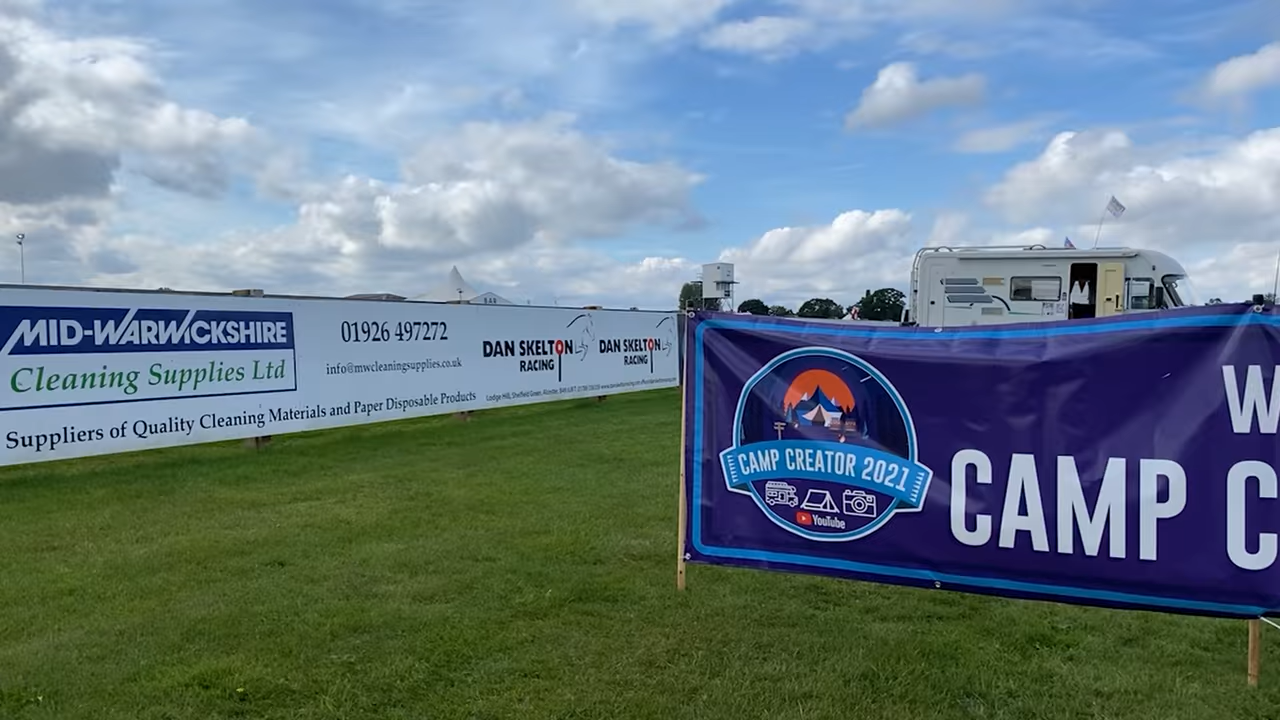 MID-WARWICKSHIRE
Cleaning Supplies Ltd
01926 497272
info@mwcleaningsupplies.co.uk
Suppliers of Quality Cleaning Materials and Paper Disposable Products
DAN SKELTON
RACING
DAN SKELTON
RACING
BAR
W
CAMP C
CAMP CREATOR 2021
YouTube